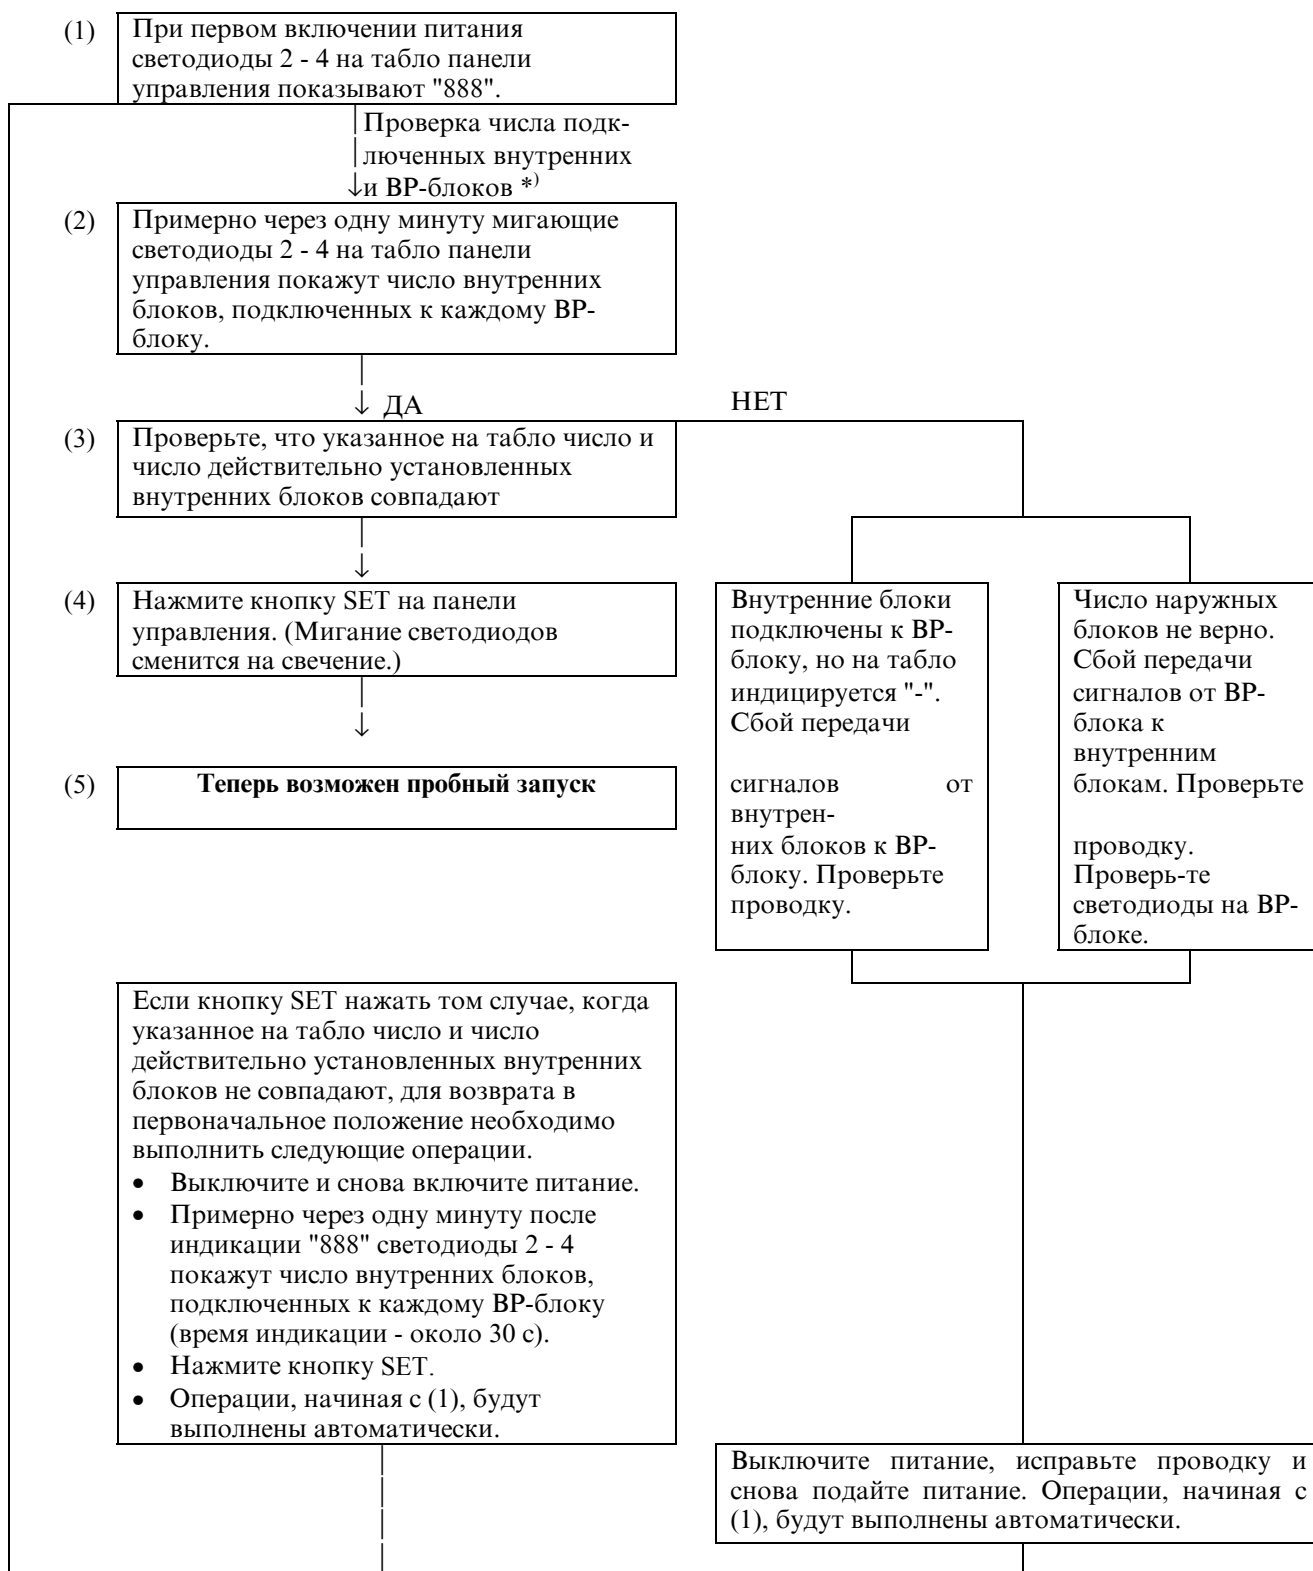 (1) При первом включении питания
светодиоды 2 - 4 на табло панели
управления показывают "888".
Проверка числа подк-
люченных внутренних
и ВР-блоков *)
(2) Примерно через одну минуту мигающие
светодиоды 2 - 4 на табло панели
управления покажут число внутренних
блоков, подключенных к каждому ВР-
блоку.
ДА
НЕТ
(3) Проверьте, что указанное на табло число и
число действительно установленных
внутренних блоков совпадают
(4) Нажмите кнопку SET на панели
управления. (Мигание светодиодов
сменится на свечение.)
(5) Теперь возможен пробный запуск
Внутренние блоки
подключены к ВР-
блоку, но на табло
индицируется "-".
Сбой передачи
сигналов от
внутрен-
них блоков к ВР-
блоку. Проверьте
проводку.
Число наружных
блоков не верно.
Сбой передачи
сигналов от ВР-
блока к
внутренним
блокам. Проверьте
проводку.
Проверь-те
светодиоды на ВР-
блоке.
Если кнопку SET нажать том случае, когда
указанное на табло число и число
действительно установленных внутренних
блоков не совпадают, для возврата в
первоначальное положение необходимо
выполнить следующие операции.
• Выключите и снова включите питание.
• Примерно через одну минуту после
индикации "888" светодиоды 2 - 4
покажут число внутренних блоков,
подключенных к каждому ВР-блоку
(время индикации - около 30 с).
• Нажмите кнопку SET.
• Операции, начиная с (1), будут
выполнены автоматически.
Выключите питание, исправьте проводку и
снова подайте питание. Операции, начиная с
(1), будут выполнены автоматически.